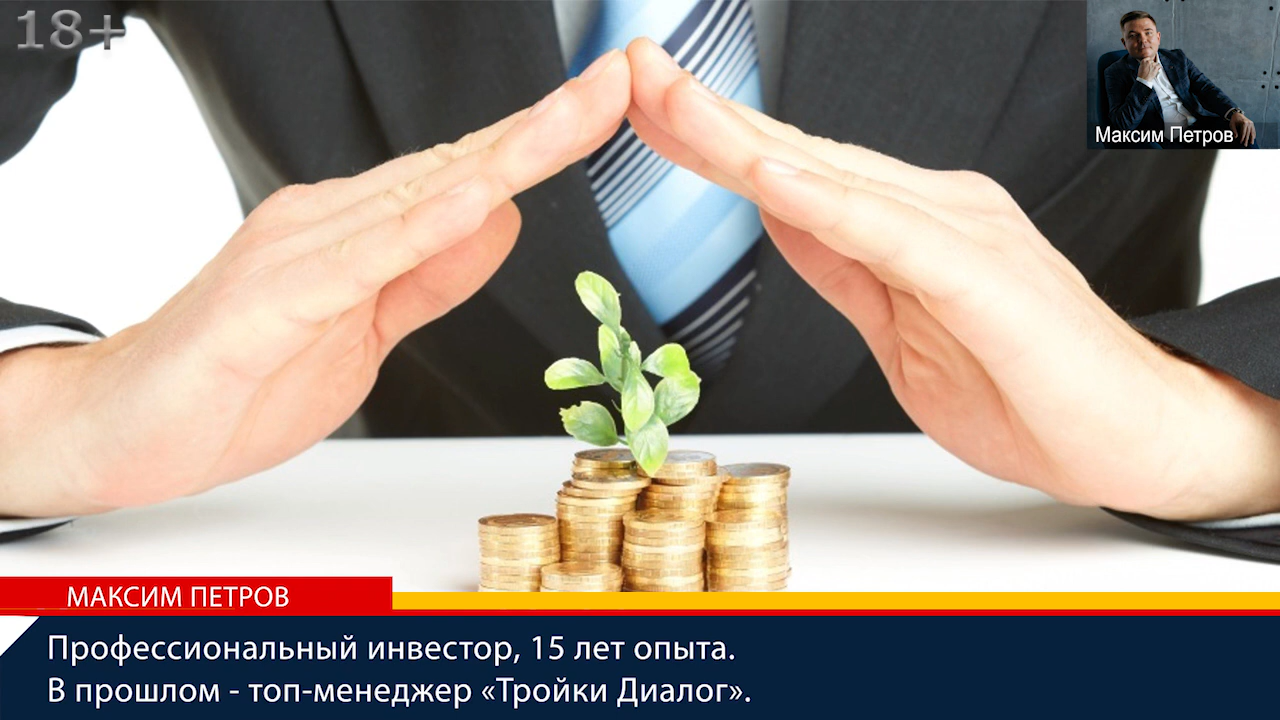 18+
Максим Петров
МАКСИМ ПЕТРОВ
Профессиональный инвестор, 15 лет опыта.
В прошлом - топ-менеджер «Тройки Диалог».